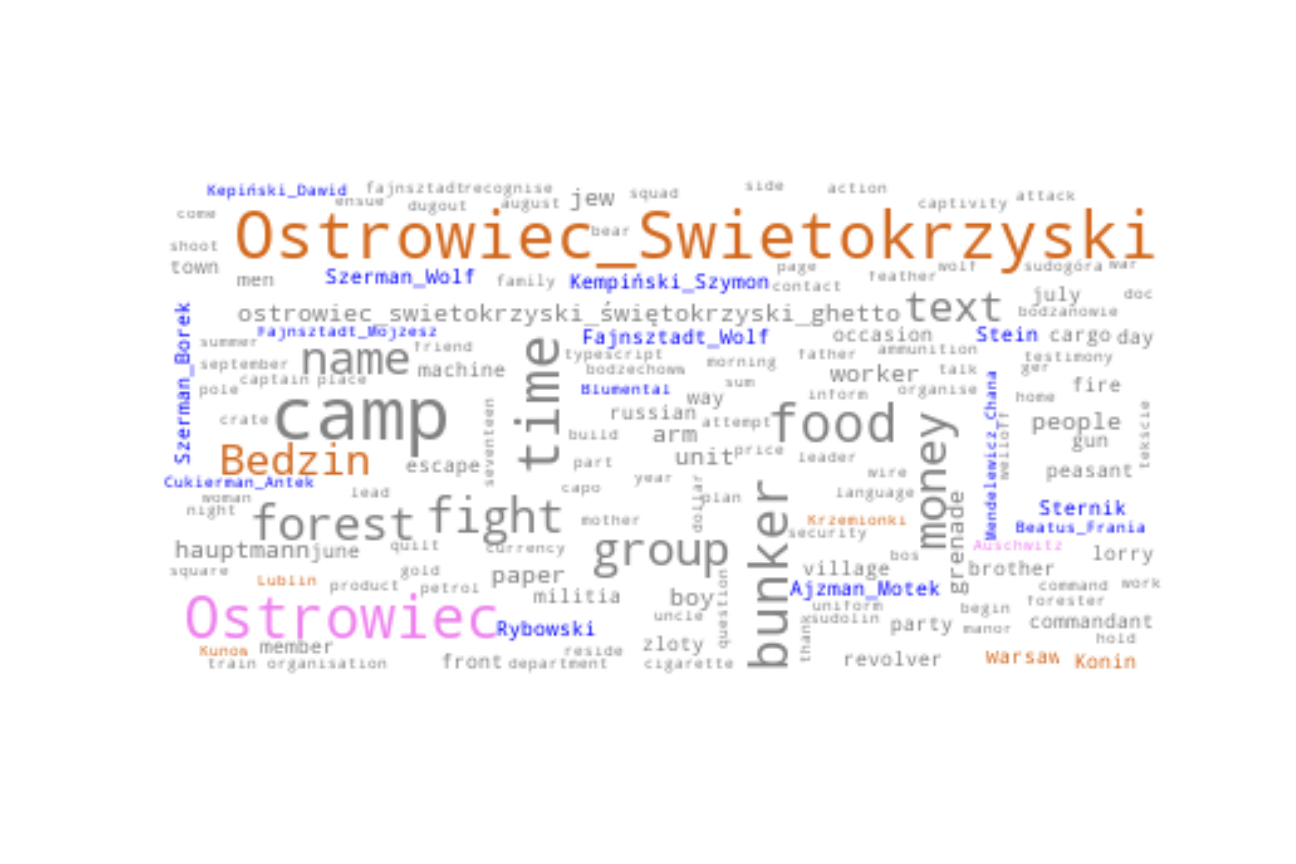 Kepiński_Dawid fajnsztadtrecognise side action
ensue dugout august jew squad captivity attack
come
Ostrowiec_Swietokrzyski
bear
shoot
town men Szerman_Wolf family Kempiński_Szymon page contact feather wolf sudogóra war
ostrowiec_swietokrzyski_świętokrzyski_ghetto text july doc
bodzanowie
Szerman_Borek
Fajnsztadt_Mojzesz Fajnsztadt_Wolf occasion Stein cargo day
summer name friend time typescript morning father ammunition testimony
september machine bodzechown worker talk ger
captain place Blumental sum inform organise home fire
pole way
crate camp seventeen russian attempt food money Mendelewicz_Chana welloff people tekscie
build arm gun
Bedzin escape part unit price leader peasant
Cukierman_Antek year wire
woman lead capo dollar plan language Sternik
night forest fight mother bunker Krzemionki grenade Beatus_Frania
security
hauptmann june quilt currency group bos Auschwitz lorry
square gold village brother
Lublin product petrol paper Ajzman_Motek command work
militia boy question uniform forester
Ostrowiec uncle sudolin begin commandant
Rybowski thank party manor hold
Kunow member reside zloty
train organisation front department cigarette revolver Warsaw Konin